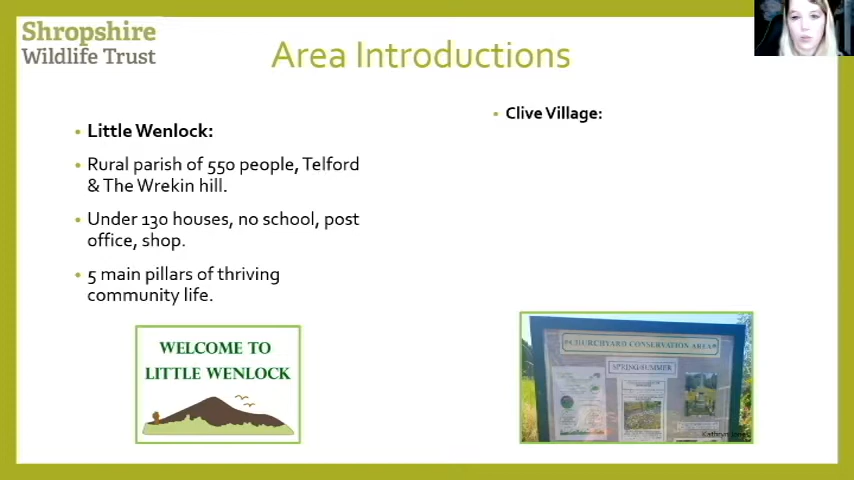 Shropshire
Wildlife Trust
Area Introductions
Little Wenlock:
Rural parish of 550 people, Telford
& The Wrekin hill.
Under 130 houses, no school, post
office, shop.
5 main pillars of thriving
community life.
WELCOME TO
LITTLE WENLOCK
Clive Village:
CHURCHYARD CONSERVATION AREA
SPRING-SUMMER